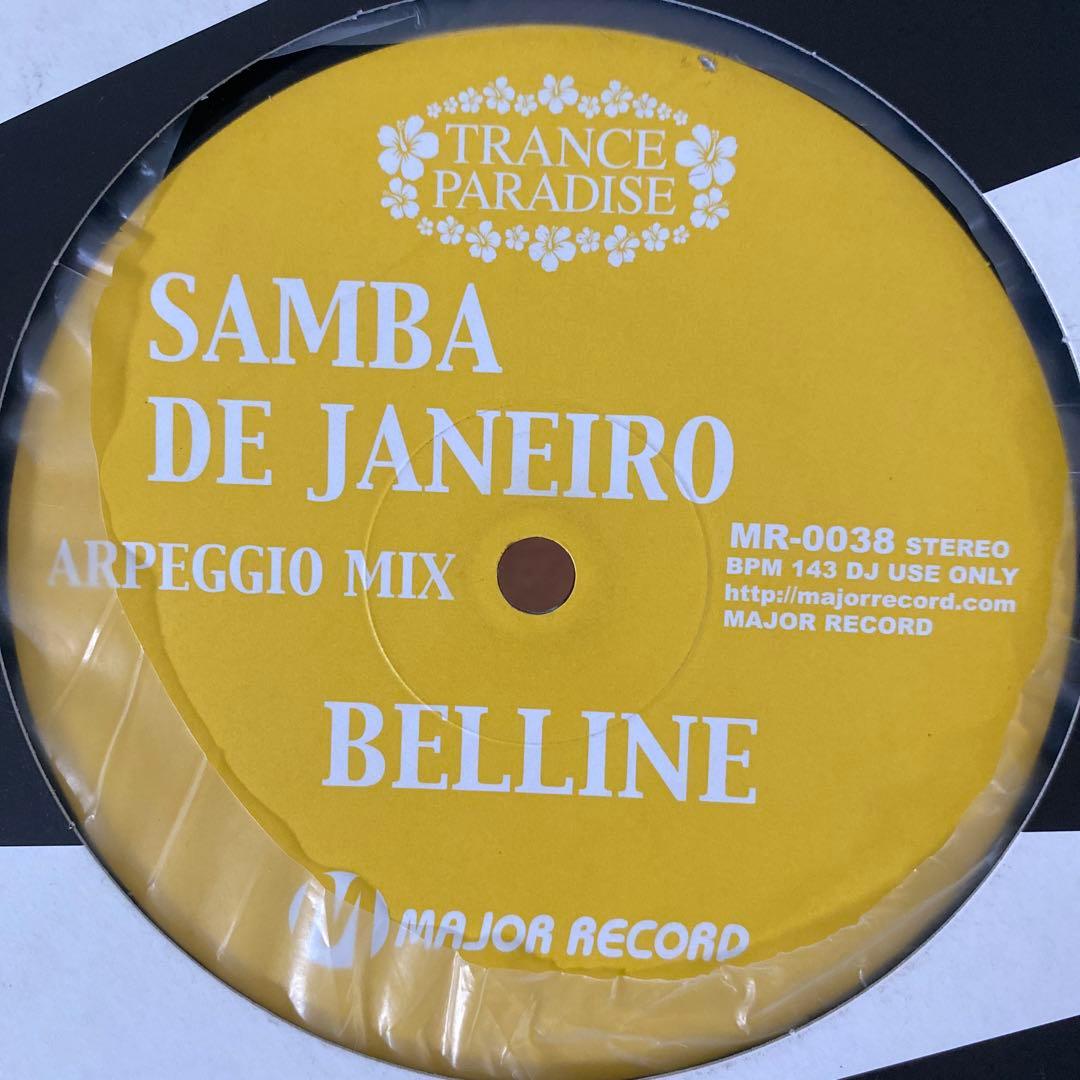 TRANCE
PARADISE
SAMBA
DE JANEIRO
ARPEGGIO MIX
MR-0038 STEREO
BPM 143 DJ USE ONLY
http://majorrecord.com
MAJOR RECORD
BELLINE
M MAJOR RECORD